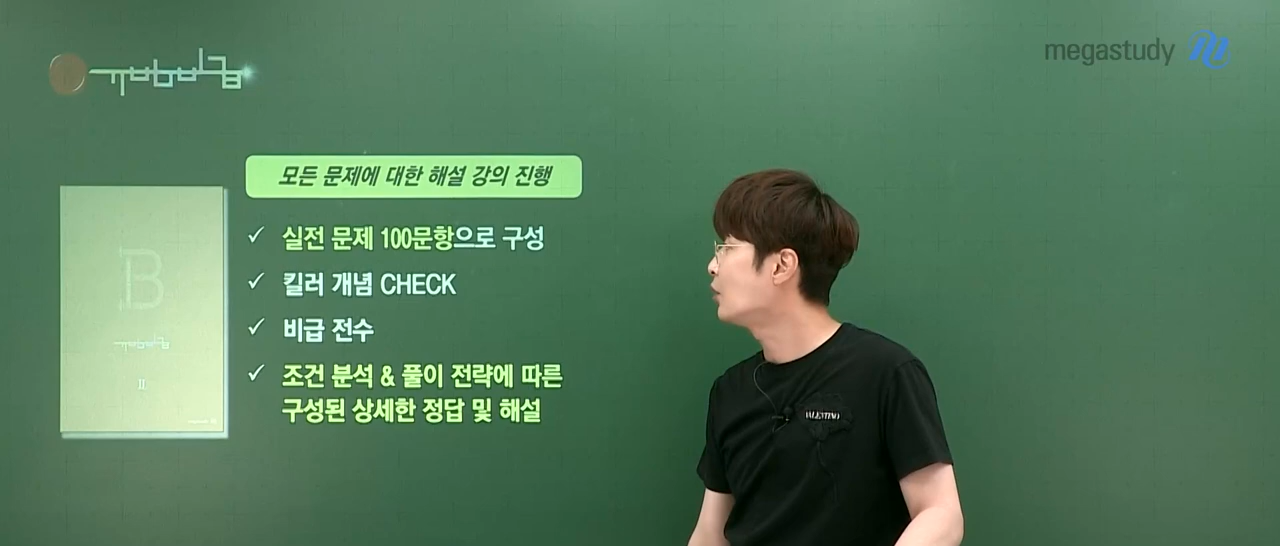 megastudy
모든 문제에 대한 해설 강의 진행
실전 문제 100문항으로 구성
킬러 개념 CHECK
비급 전수
조건 분석 & 풀이 전략에 따른
구성된 상세한 정답 및 해설
B
II
VALENTINO